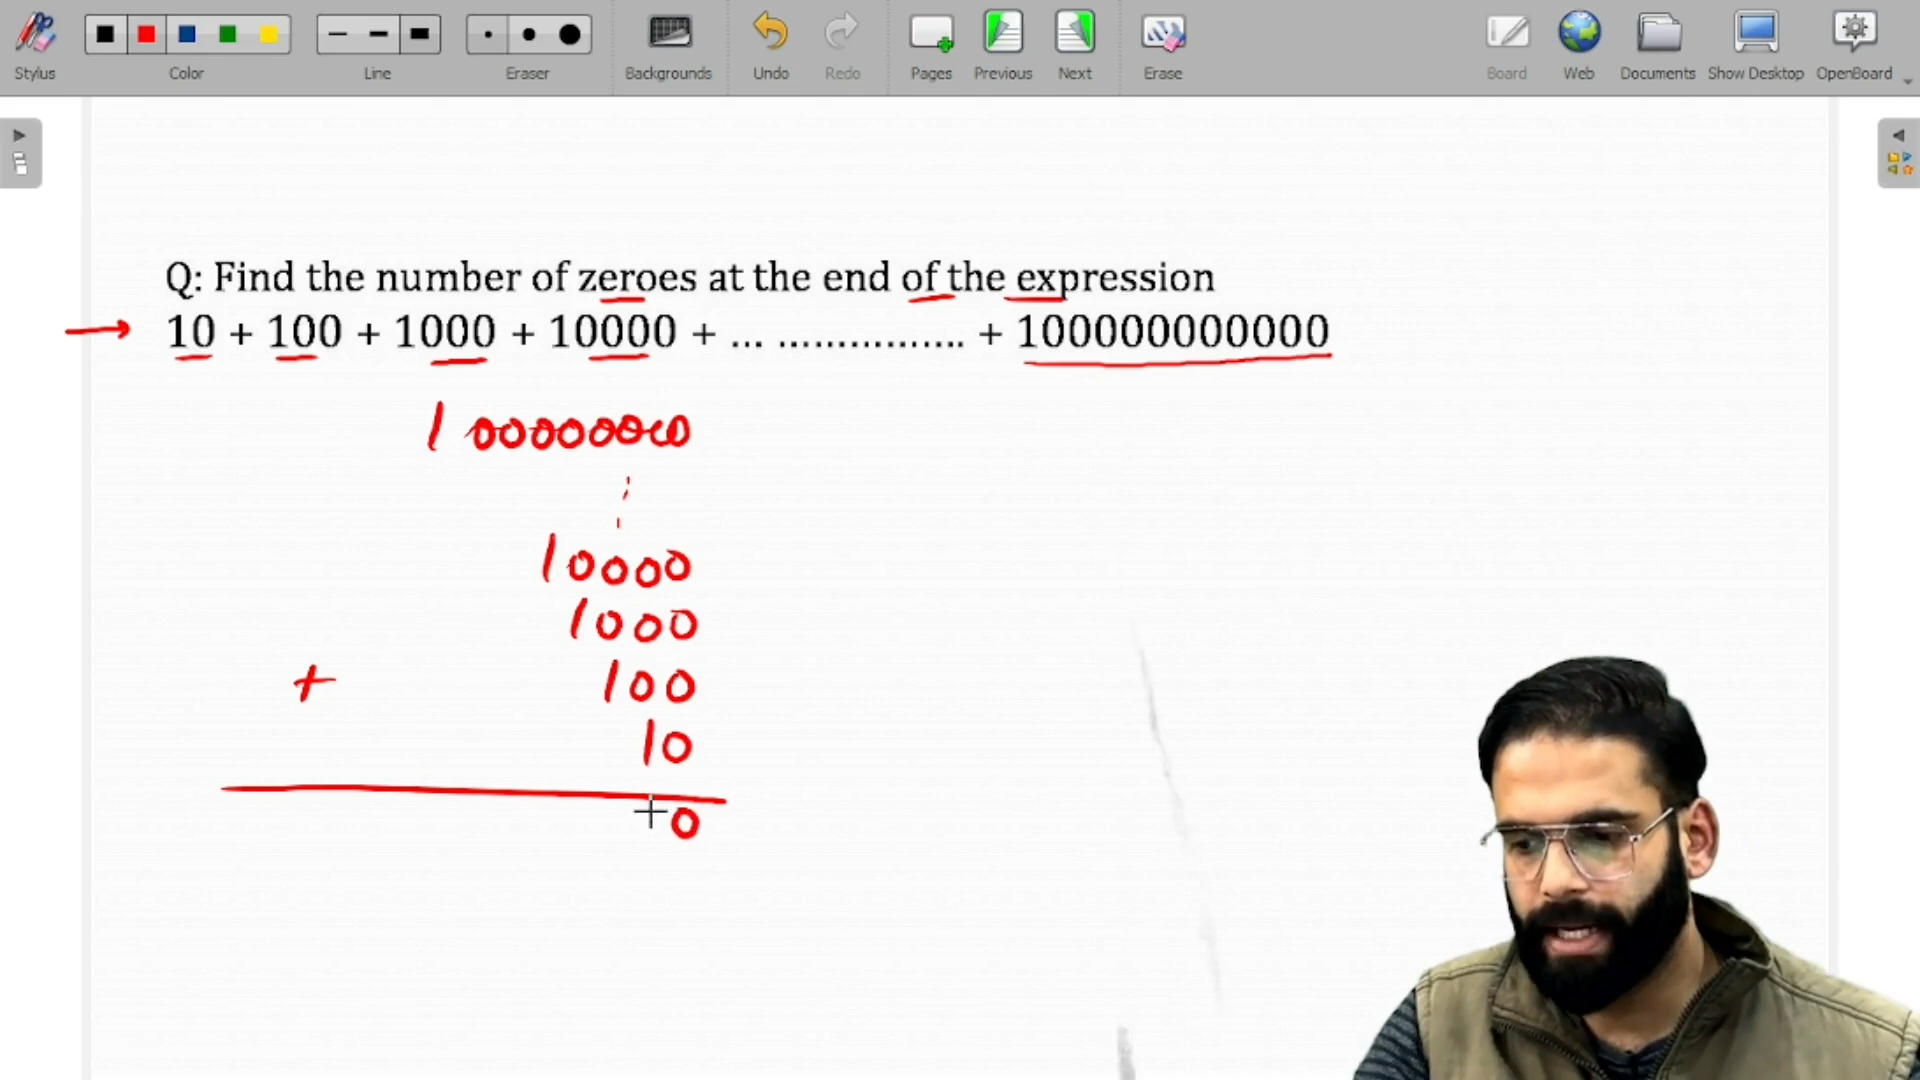 Stylus Color Line Eraser Backgrounds Undo Redo Pages Previous Next Erase Board Web Documents Show Desktop OpenBoard
Q: Find the number of zeroes at the end of the expression
10 + 100 + 1000 + 10000 + ... ................ + 100000000000
1 00000000
10000
1000
+ 100
10
0